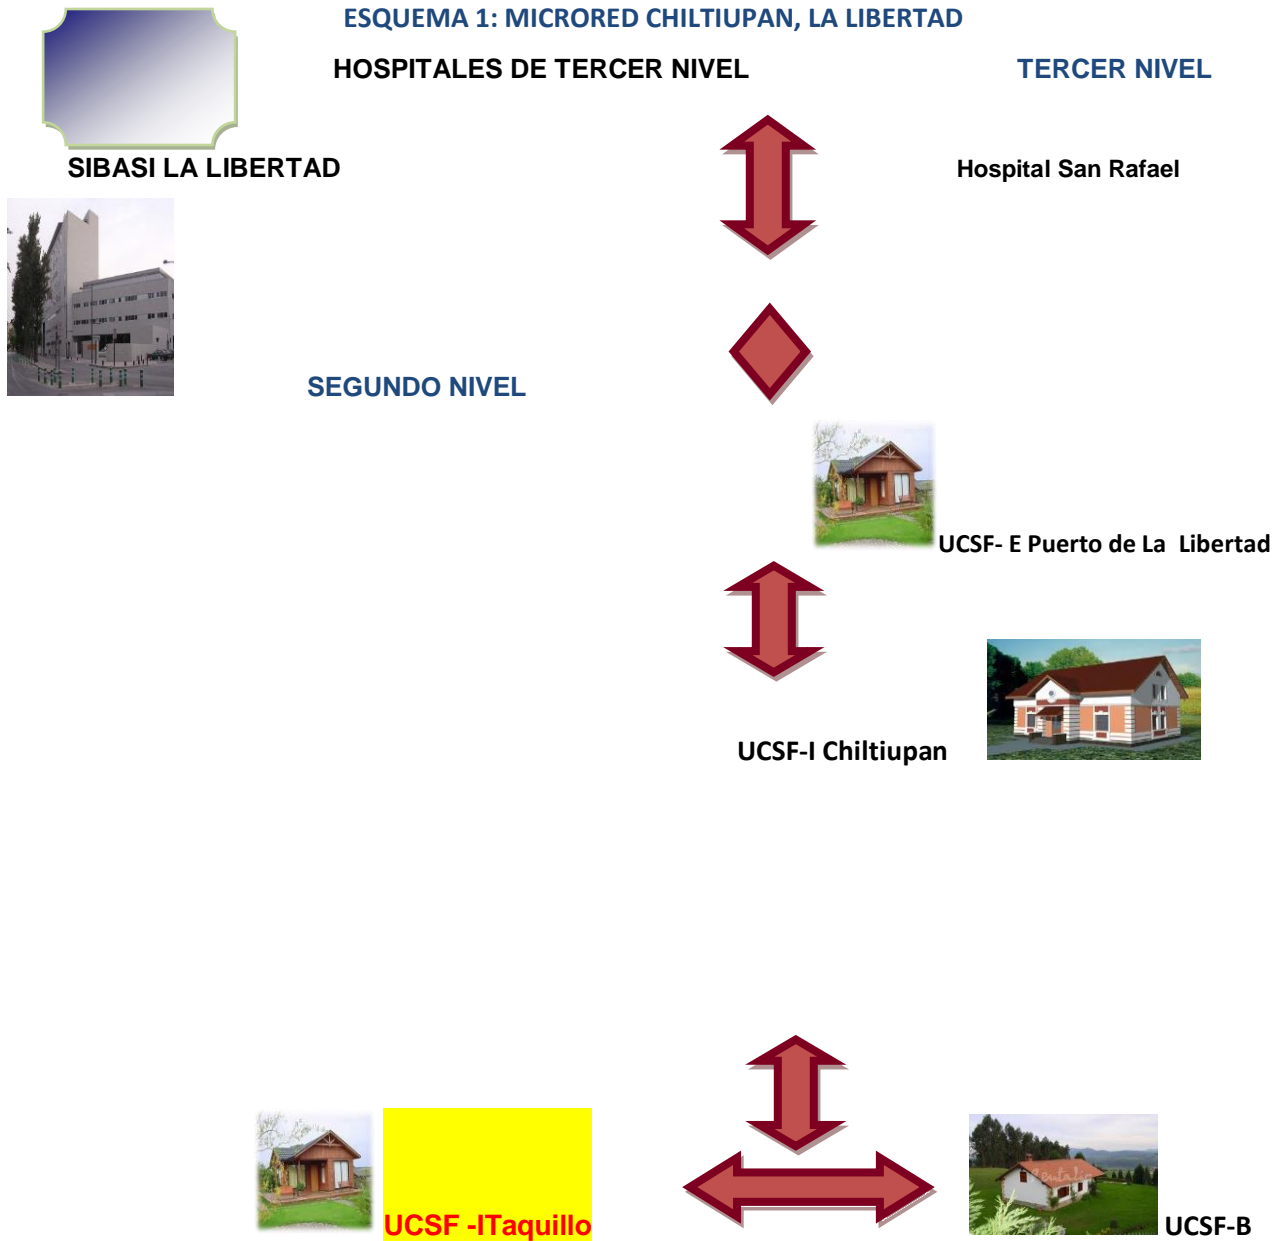 ESQUEMA 1: MICRORED CHILTIUPAN, LA LIBERTAD
HOSPITALES DE TERCER NIVEL
TERCER NIVEL
SIBASI LA LIBERTAD
Hospital San Rafael
SEGUNDO NIVEL
UCSF- E Puerto de La Libertad
UCSF-I Chiltiupan
UCSF -ITaquillo
UCSF-B